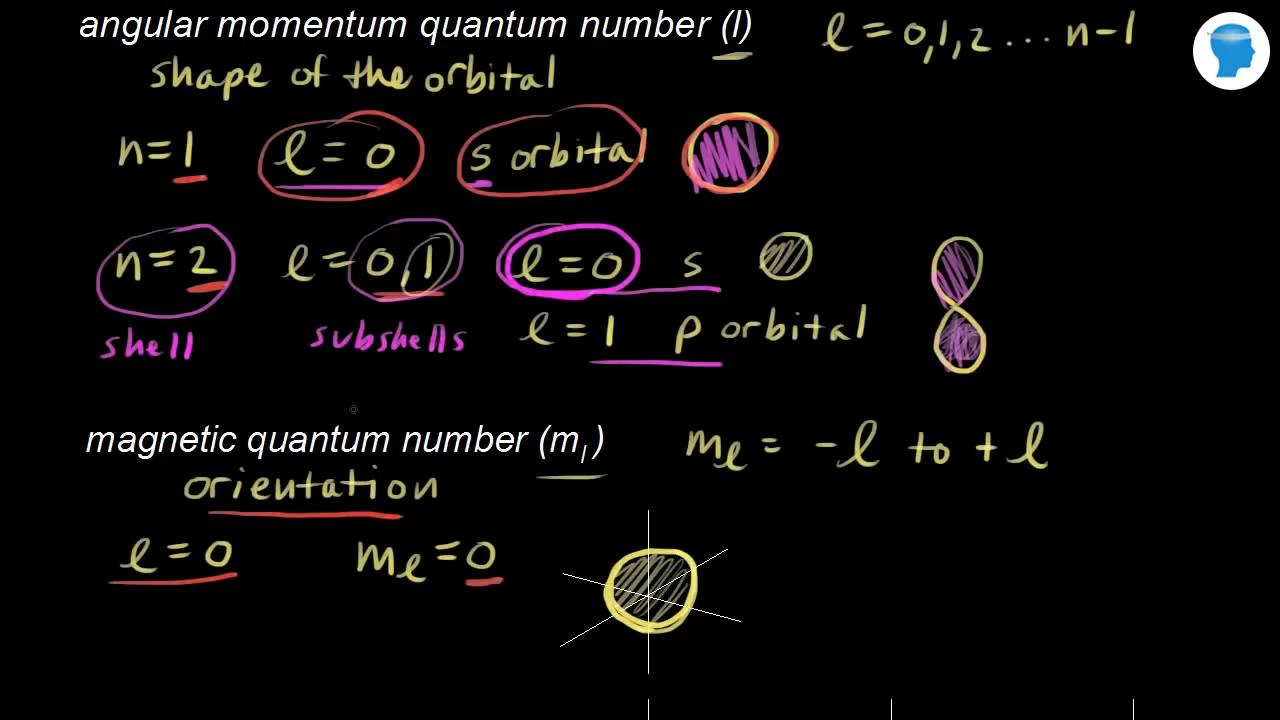 angular momentum quantum number (l) l = 0,1,2 ... n-1
shape of the orbital
n=1 l=0 s orbital
n=2 l=0,1 l=0 s
shell subshells l=1 p orbital
magnetic quantum number (ml) ml = -l to +l
orientation
l=0 ml=0